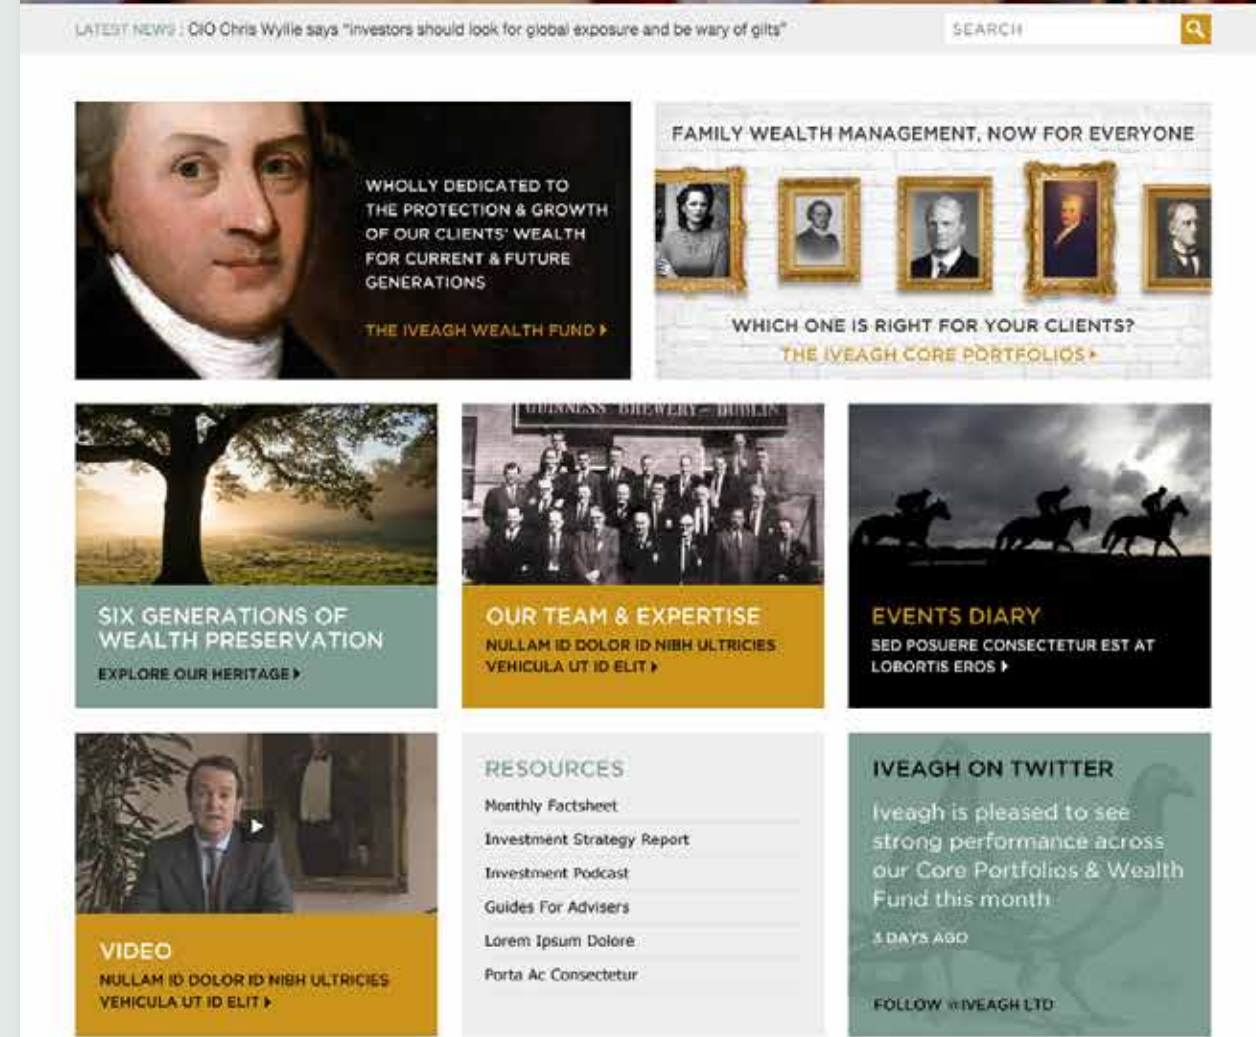 LATEST NEWS : CIO Chris Wyllie says "investors should look for global exposure and be wary of gilts"
SEARCH
WHOLLY DEDICATED TO
THE PROTECTION & GROWTH
OF OUR CLIENTS' WEALTH
FOR CURRENT & FUTURE
GENERATIONS
THE IVEAGH WEALTH FUND
FAMILY WEALTH MANAGEMENT, NOW FOR EVERYONE
WHICH ONE IS RIGHT FOR YOUR CLIENTS?
THE IVEAGH CORE PORTFOLIOS
SIX GENERATIONS OF
WEALTH PRESERVATION
EXPLORE OUR HERITAGE
GUINNESS BREWERY DUBLIN
OUR TEAM & EXPERTISE
NULLAM ID DOLOR ID NIBH ULTRICIES
VEHICULA UT ID ELIT
EVENTS DIARY
SED POSUERE CONSECTETUR EST AT
LOBORTIS EROS
VIDEO
NULLAM ID DOLOR ID NIBH ULTRICIES
VEHICULA UT ID ELIT
RESOURCES
Monthly Factsheet
Investment Strategy Report
Investment Podcast
Guides For Advisers
Lorem Ipsum Dolore
Porta Ac Consectetur
IVEAGH ON TWITTER
Iveagh is pleased to see
strong performance across
our Core Portfolios & Wealth
Fund this month
3 DAYS AGO
FOLLOW @IVEAGH LTD